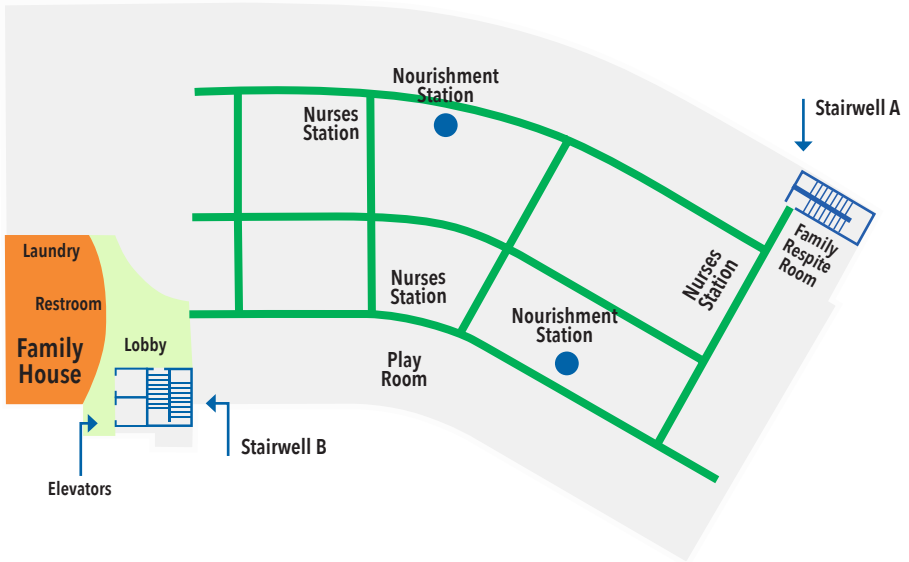 Nourishment
Station
Nurses
Station
Stairwell A
Laundry
Restroom
Family
House
Lobby
Nurses
Station
Nourishment
Station
Nurses
Station
Family
Respite
Room
Play
Room
Stairwell B
Elevators